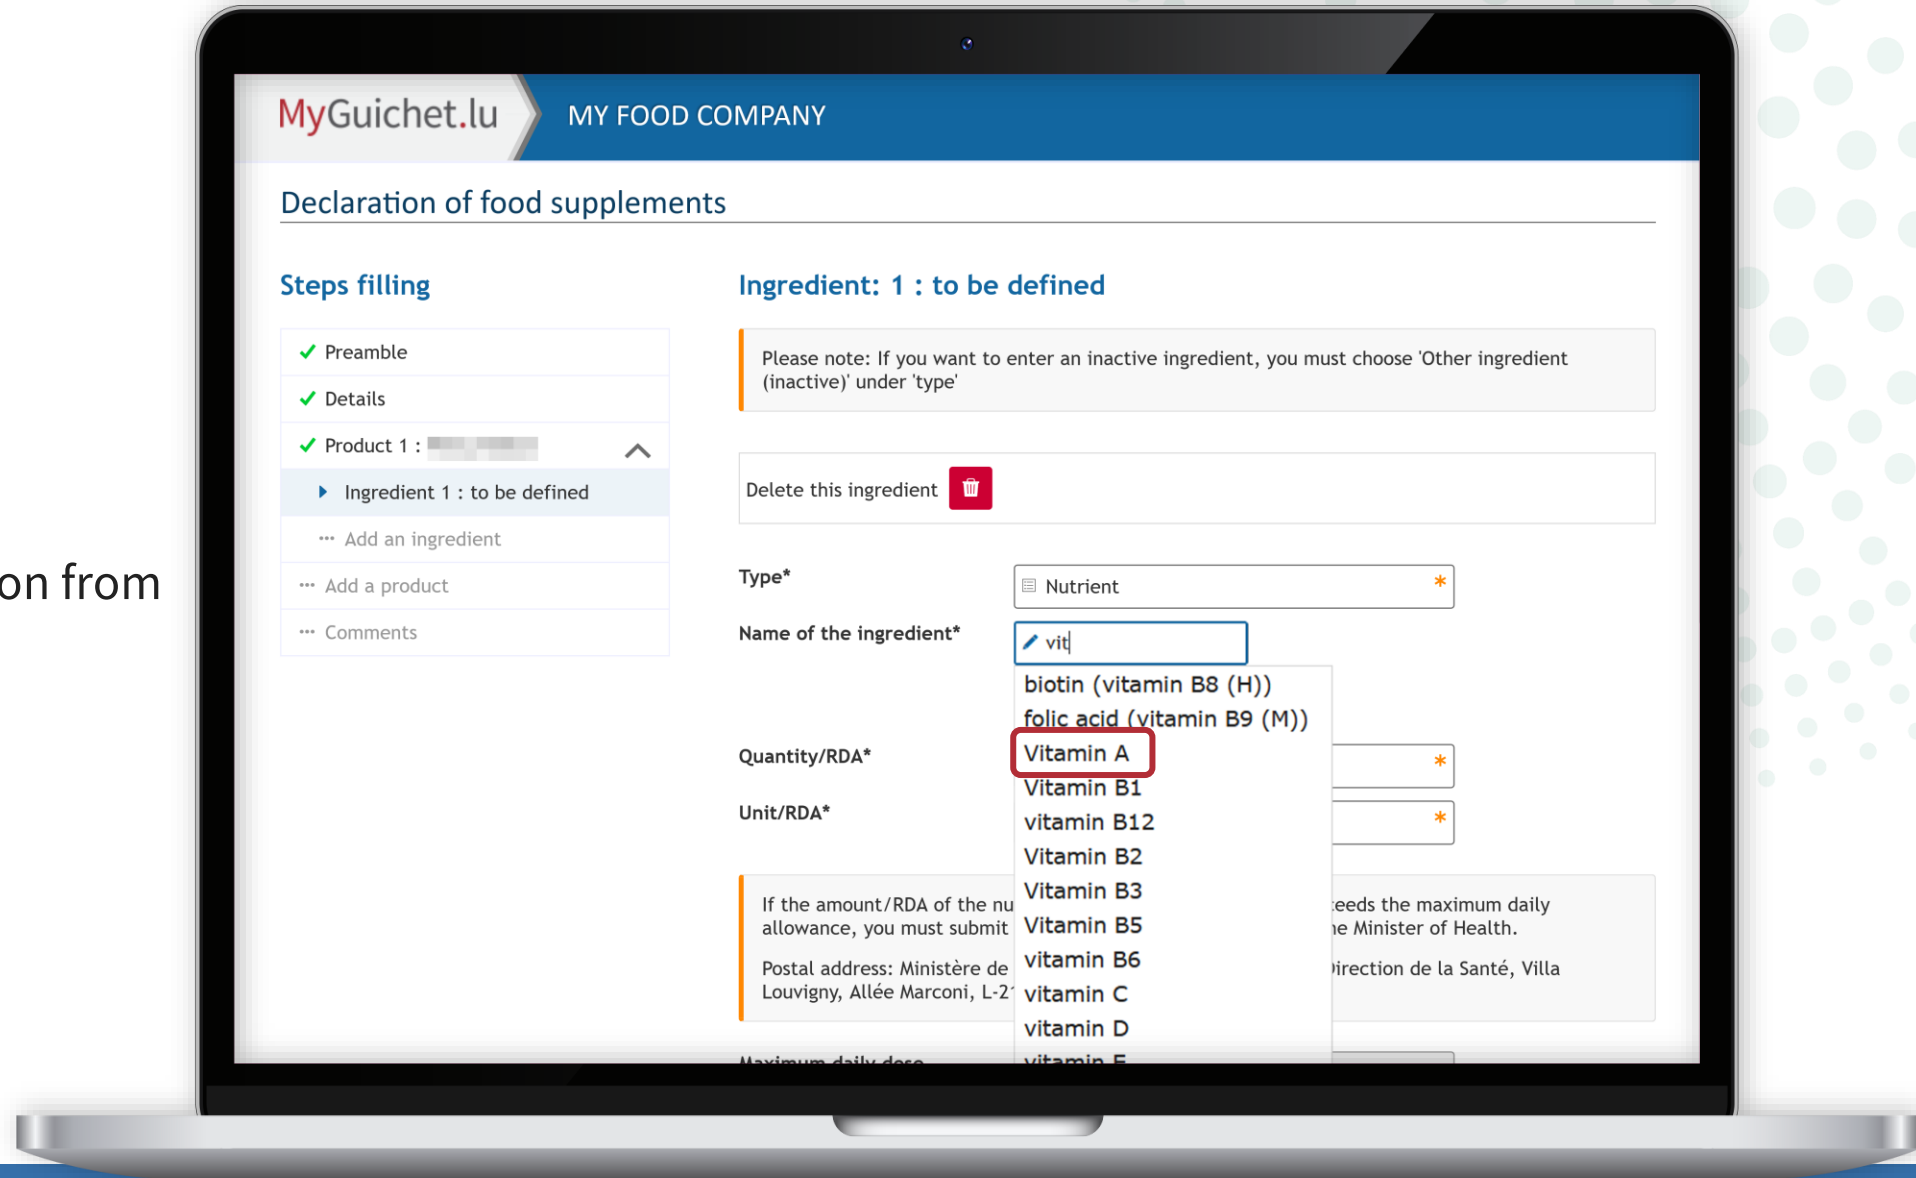 MyGuichet.lu
MY FOOD COMPANY
Declaration of food supplements
Steps filling
Preamble
Details
Product 1 :
Ingredient 1 : to be defined
Add an ingredient
Add a product
Comments
on from
Ingredient: 1 : to be defined
Please note: If you want to enter an inactive ingredient, you must choose 'Other ingredient
(inactive)' under 'type'
Delete this ingredient
Type*
Nutrient *
Name of the ingredient*
vit
biotin (vitamin B8 (H))
folic acid (vitamin B9 (M))
Vitamin A
Vitamin B1
vitamin B12
Vitamin B2
Vitamin B3
Vitamin B5
vitamin B6
vitamin C
vitamin D
vitamin E
Quantity/RDA*
*
Unit/RDA*
*
If the amount/RDA of the nu eeds the maximum daily
allowance, you must submit e Minister of Health.
Postal address: Ministère de irection de la Santé, Villa
Louvigny, Allée Marconi, L-2
Maximum daily dose